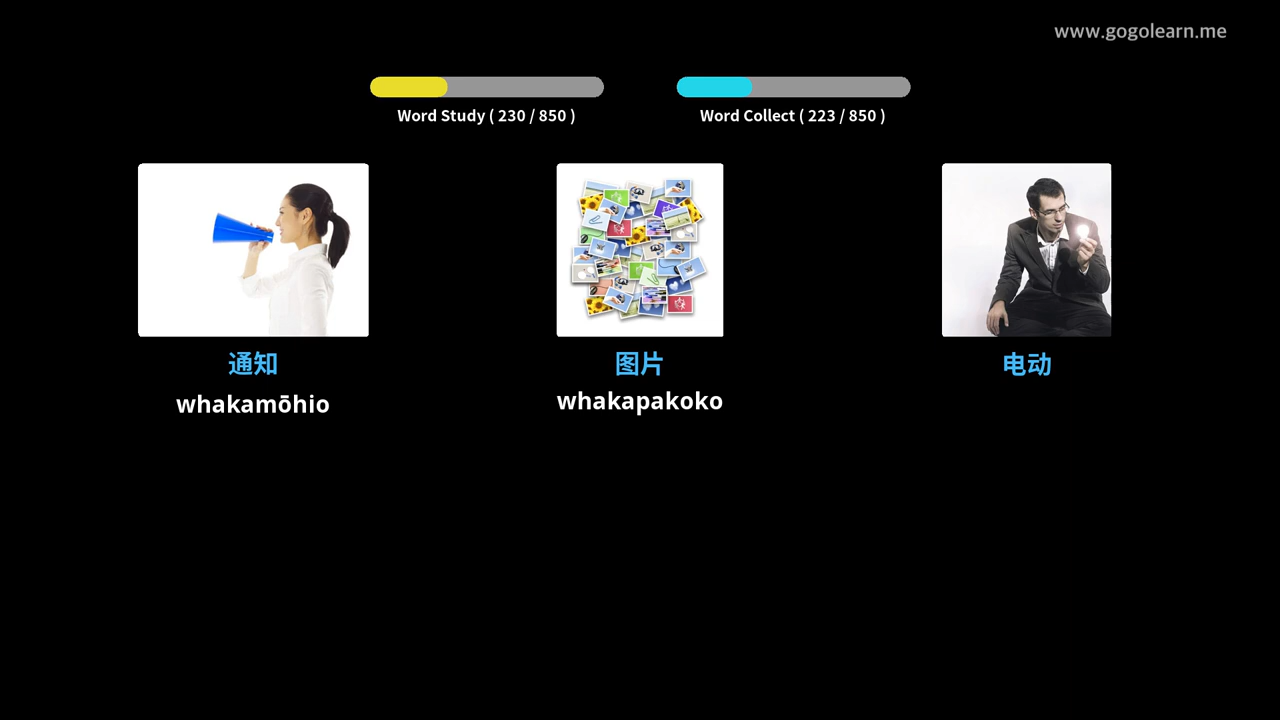 www.gogolearn.me
Word Study ( 230 / 850 )
Word Collect ( 223 / 850 )
通知
图片
电动
whakamōhio
whakapakoko